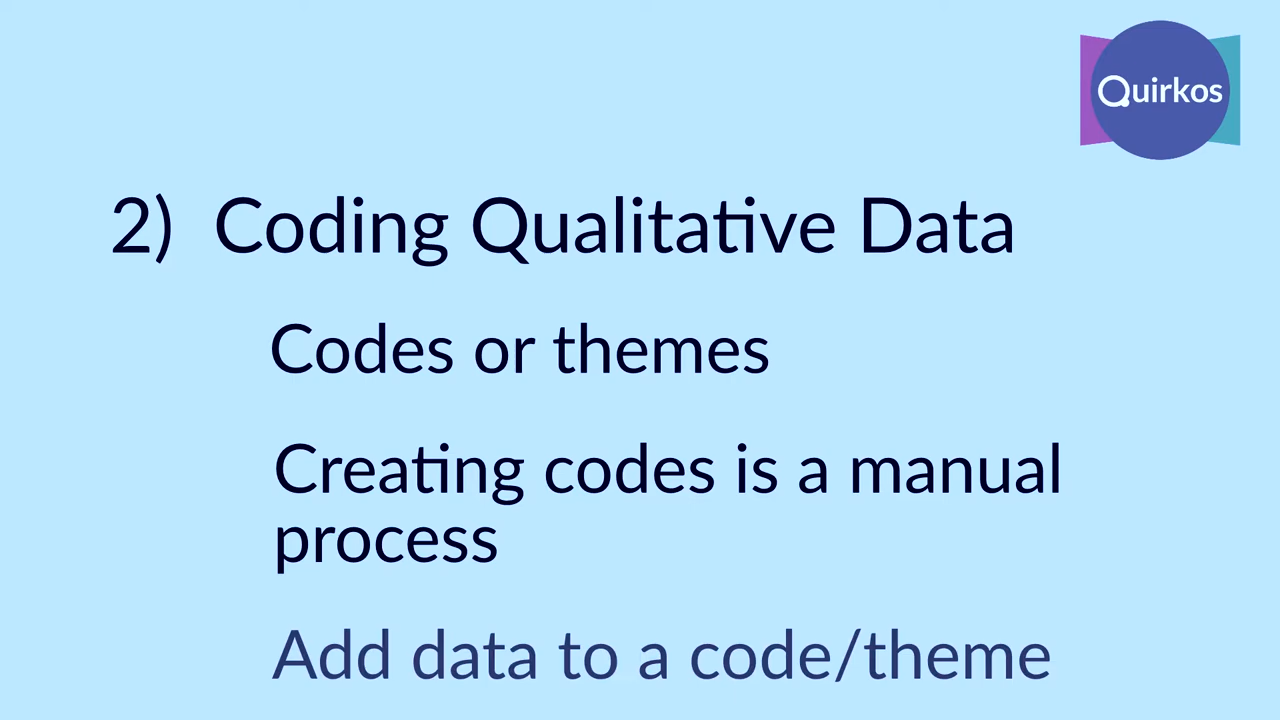 Quirkos
2) Coding Qualitative Data
Codes or themes
Creating codes is a manual
process
Add data to a code/theme